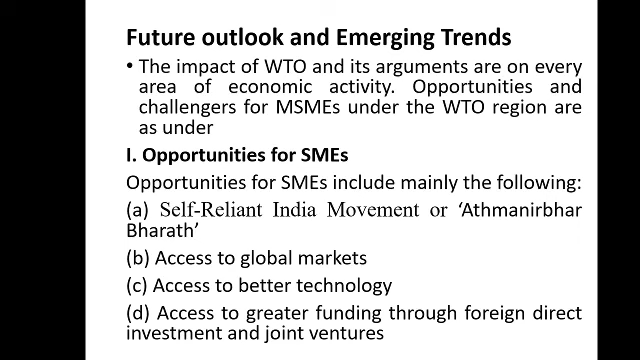 Future outlook and Emerging Trends
• The impact of WTO and its arguments are on every
area of economic activity. Opportunities and
challengers for MSMEs under the WTO region are
as under
I. Opportunities for SMEs
Opportunities for SMEs include mainly the following:
(a) Self-Reliant India Movement or ‘Athmanirbhar
Bharath’
(b) Access to global markets
(c) Access to better technology
(d) Access to greater funding through foreign direct
investment and joint ventures